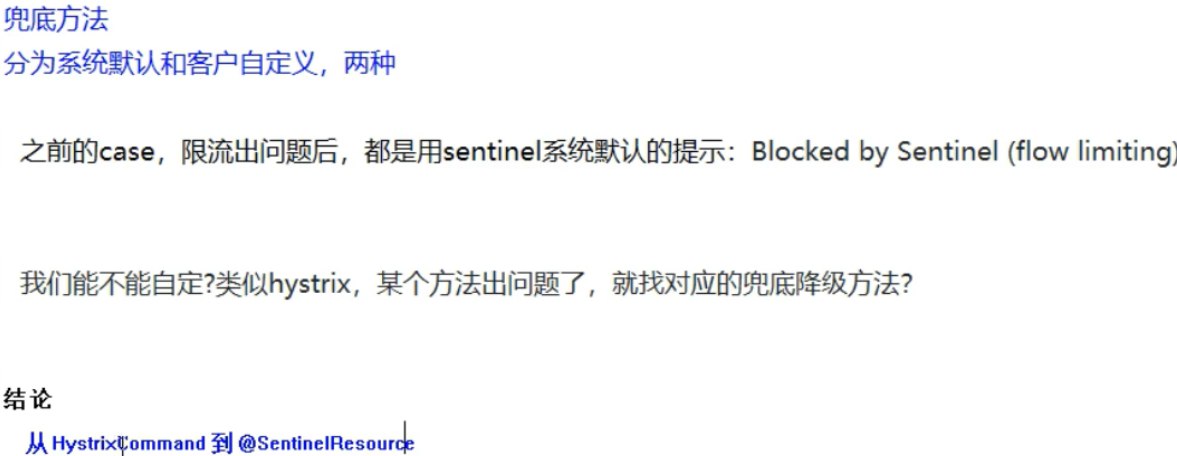 兜底方法
分为系统默认和客户自定义，两种
之前的case，限流出问题后，都是用sentinel系统默认的提示：Blocked by Sentinel (flow limiting)
我们能不能自定?类似hystrix，某个方法出问题了，就找对应的兜底降级方法?
结论
从 HystrixCommand 到 @SentinelResource